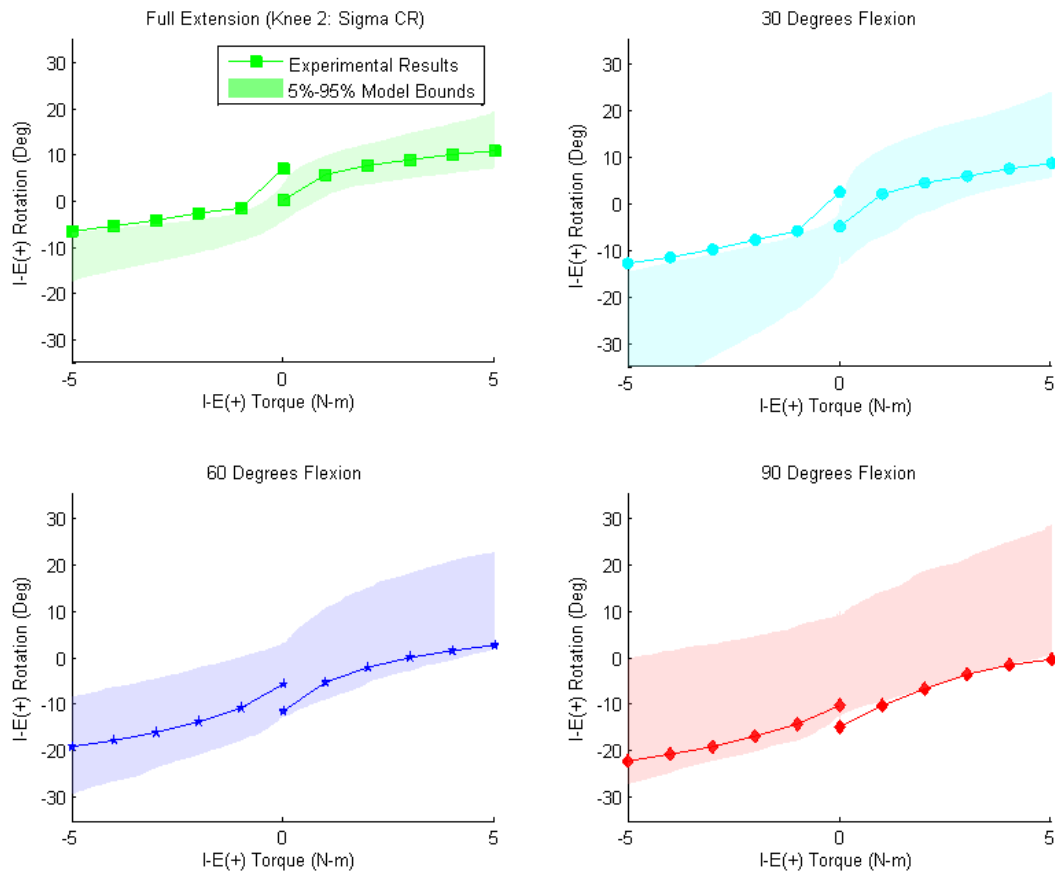 Full Extension (Knee 2: Sigma CR)
Experimental Results
5%-95% Model Bounds
I-E(+) Rotation (Deg)
30
20
10
0
-10
-20
-30
-5
0
5
I-E(+) Torque (N-m)
30 Degrees Flexion
I-E(+) Rotation (Deg)
30
20
10
0
-10
-20
-30
-5
0
5
I-E(+) Torque (N-m)
60 Degrees Flexion
I-E(+) Rotation (Deg)
30
20
10
0
-10
-20
-30
-5
0
5
I-E(+) Torque (N-m)
90 Degrees Flexion
I-E(+) Rotation (Deg)
30
20
10
0
-10
-20
-30
-5
0
5
I-E(+) Torque (N-m)